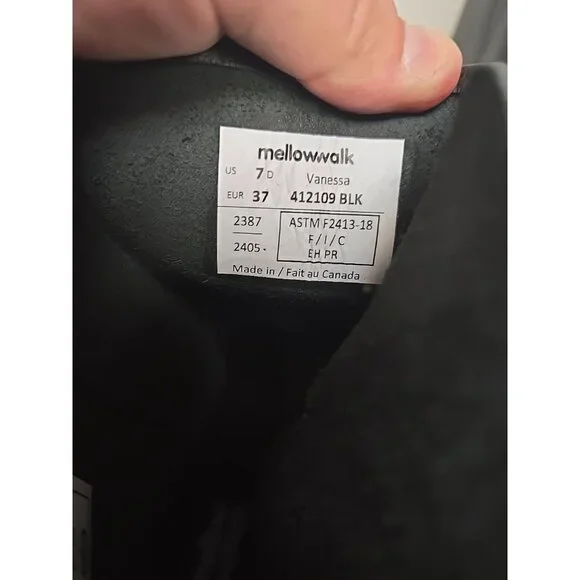 mellowwalk
US 7 D Vanessa
EUR 37 412109 BLK
2387
2405-
ASTM F2413-18
F / I / C
EH PR
Made in / Fait au Canada